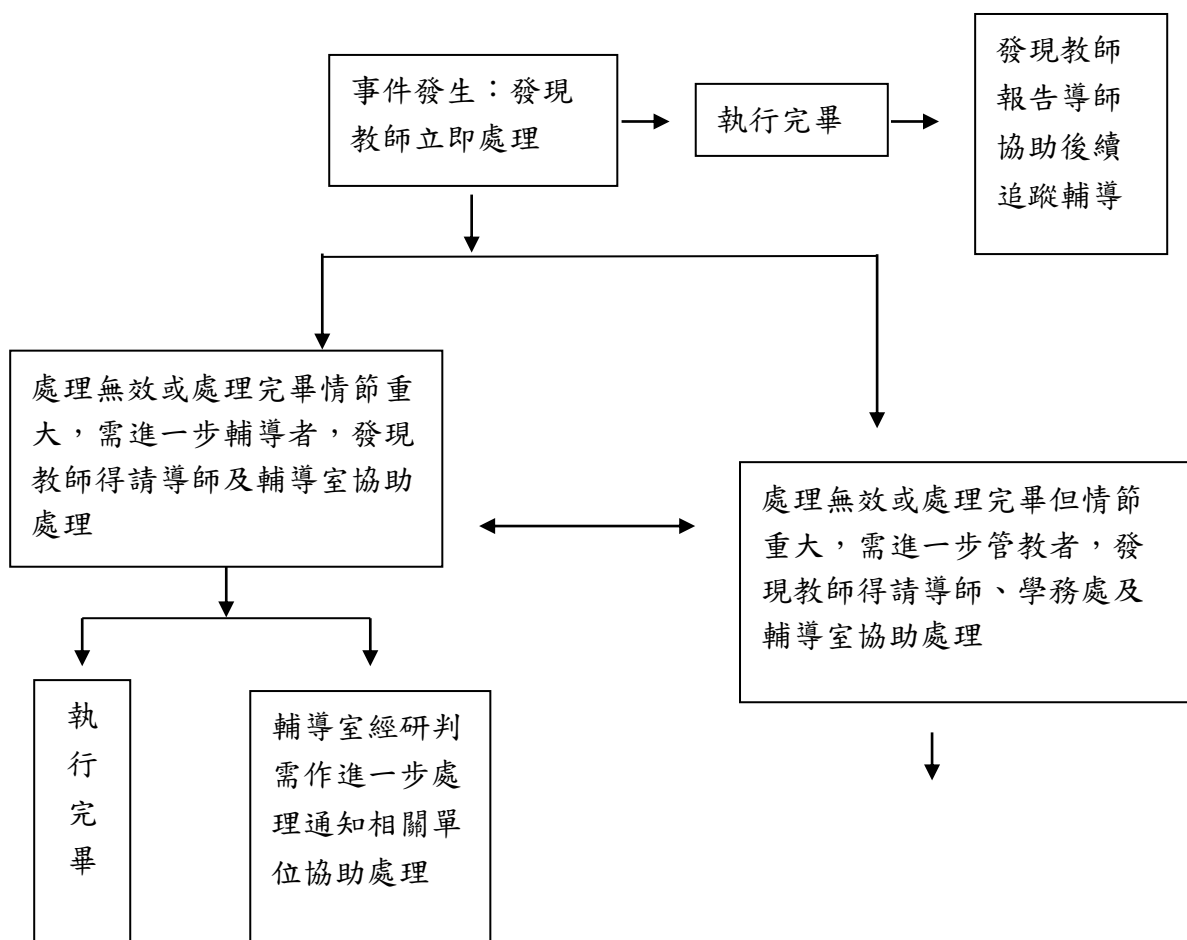 事件發生：發現
教師立即處理
執行完畢
發現教師
報告導師
協助後續
追蹤輔導
處理無效或處理完畢情節重
大，需進一步輔導者，發現
教師得請導師及輔導室協助
處理
處理無效或處理完畢但情節
重大，需進一步管教者，發
現教師得請導師、學務處及
輔導室協助處理
執
行
完
畢
輔導室經研判
需作進一步處
理通知相關單
位協助處理